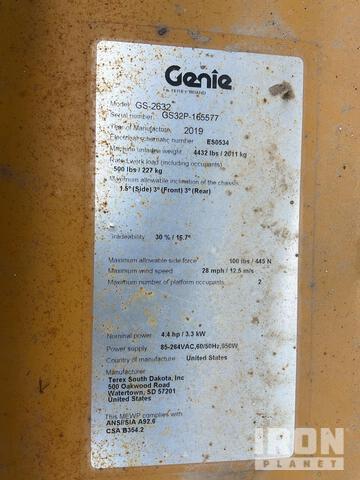 Genie
A TEREX BRAND
Model GS-2632
Serial number GS32P-165577
Year of Manufacture 2019
Electrical schematic number ES0534
Machine unladen weight 4432 lbs / 2011 kg
Rated work load (including occupants)
500 lbs / 227 kg
Maximum allowable inclination of the chassis
1.5° (Side) 3° (Front) 3° (Rear)
Tradeability 30 % / 16.7°
Maximum allowable side force 100 lbs / 445 N
Maximum wind speed 28 mph / 12.5 m/s
Maximum number of platform occupants 2
Nominal power 4.4 hp / 3.3 kW
Power supply 85-264VAC,60/50Hz,950W
Country of manufacture United States
Manufacturer
Terex South Dakota, Inc
500 Oakwood Road
Watertown, SD 57201
United States
This MEWP complies with
ANSI/SIA A92.6
CSA B354.2
IRON
PLANET